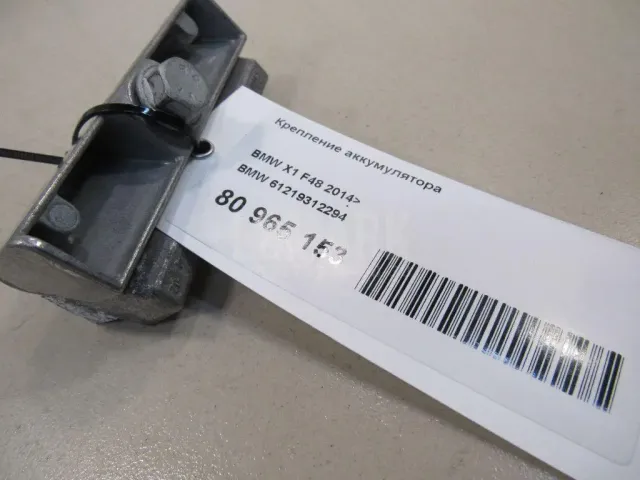 Крепление аккумулятора
BMW X1 F48 2014>
BMW 61219312294
80 965 153